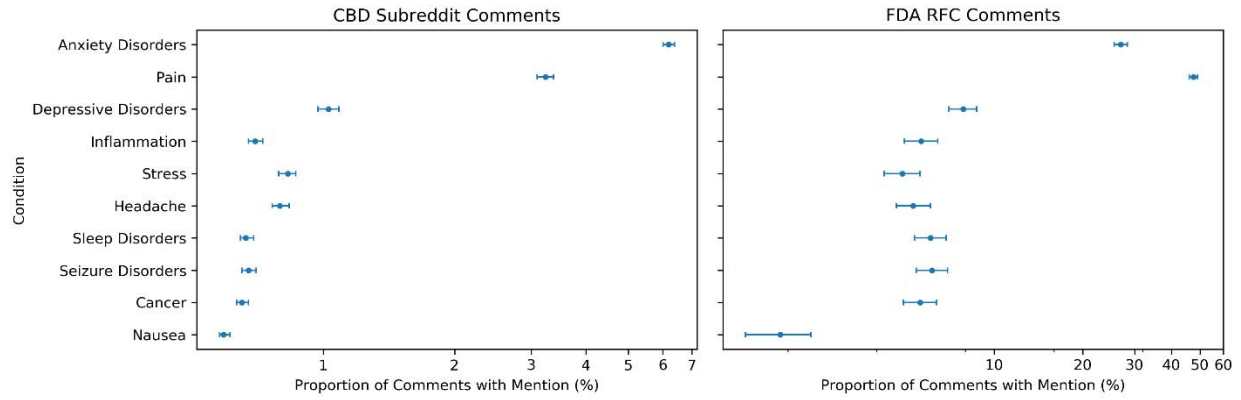 CBD Subreddit Comments
FDA RFC Comments
Condition
Anxiety Disorders
Pain
Depressive Disorders
Inflammation
Stress
Headache
Sleep Disorders
Seizure Disorders
Cancer
Nausea
1 2 3 4 5 6 7
10 20 30 40 50 60
Proportion of Comments with Mention (%)
Proportion of Comments with Mention (%)